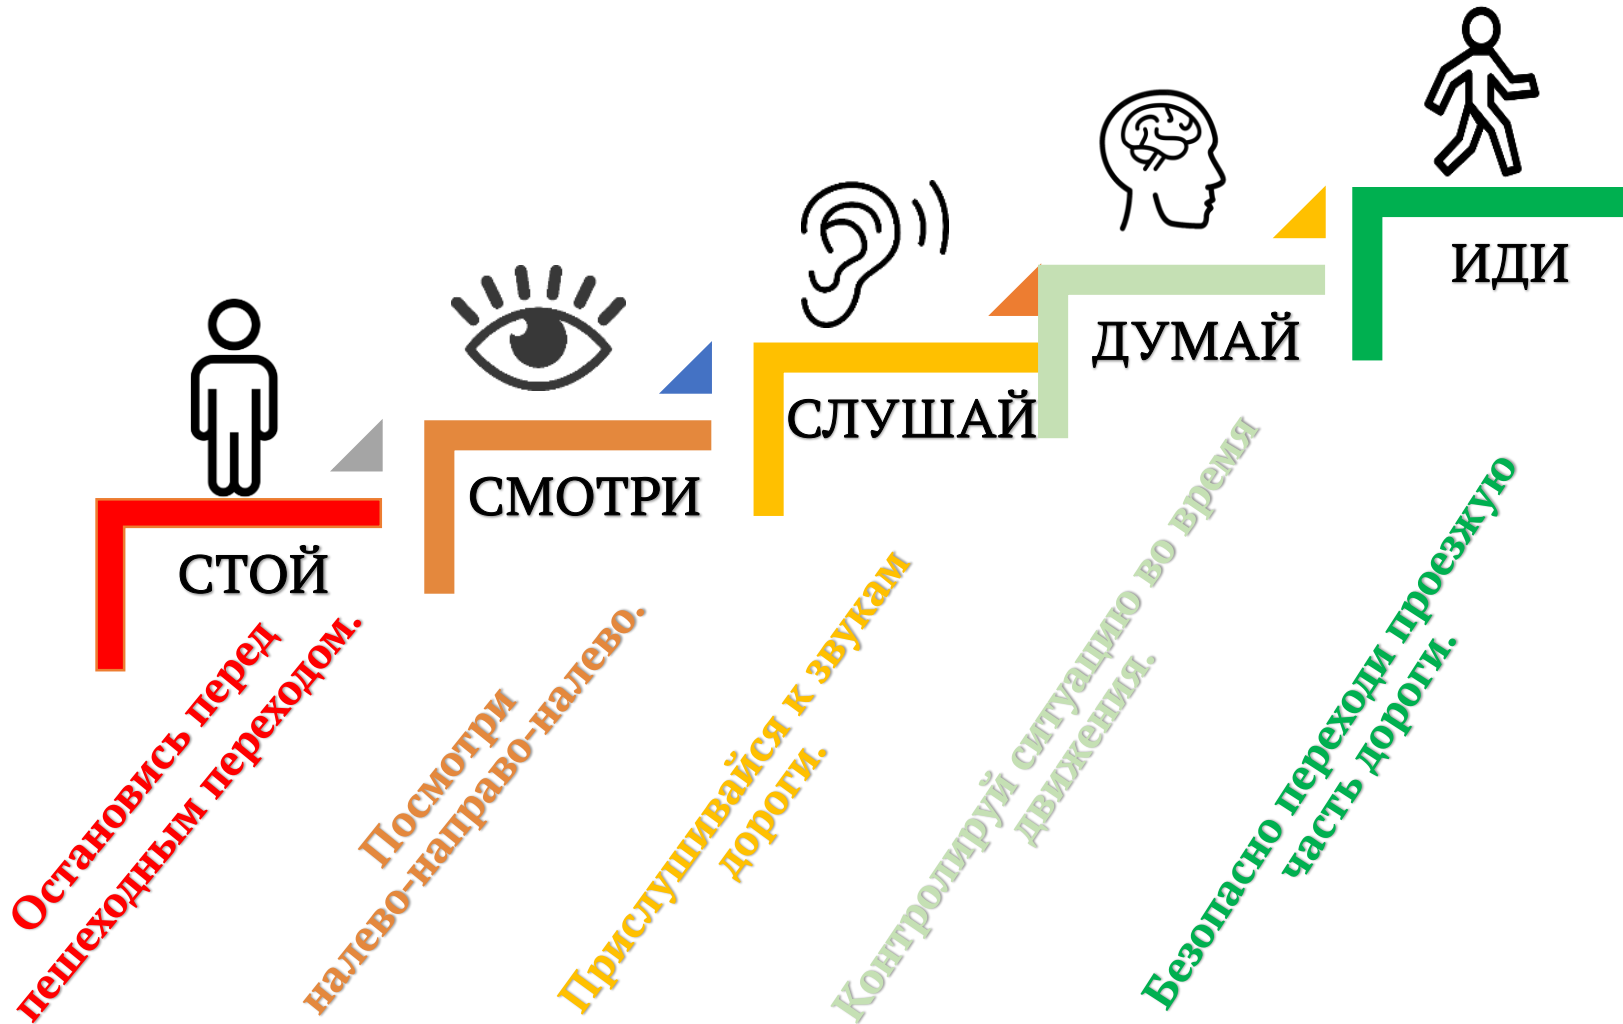 СТОЙ
Остановись перед
пешеходным переходом.
СМОТРИ
Посмотри
налево-направо-налево.
СЛУШАЙ
Прислушивайся к звукам
дороги.
ДУМАЙ
Контролируй ситуацию во время
движения.
ИДИ
Безопасно переходи проезжую
часть дороги.